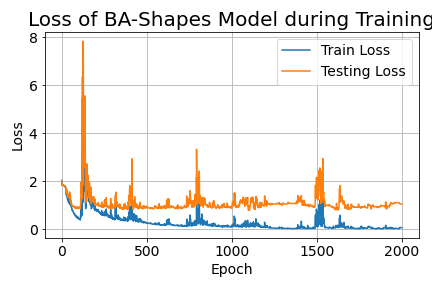 Loss of BA-Shapes Model during Training
8
6
4
2
0
Loss
Train Loss
Testing Loss
0 500 1000 1500 2000
Epoch